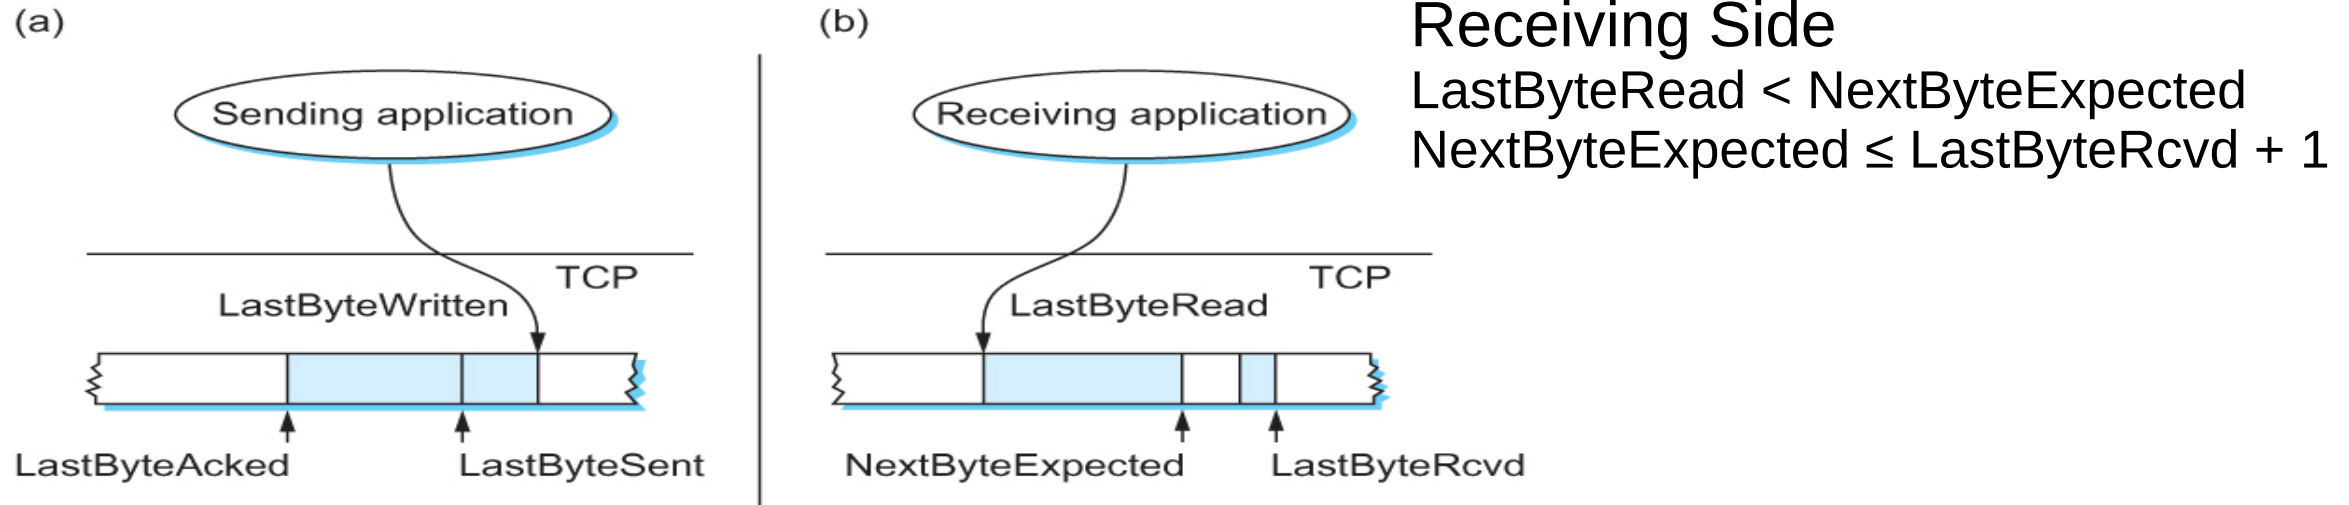 (a)
Sending application
TCP
LastByteWritten
LastByteAcked
LastByteSent
(b)
Receiving application
TCP
LastByteRead
NextByteExpected
LastByteRcvd
Receiving Side
LastByteRead < NextByteExpected
NextByteExpected ≤ LastByteRcvd + 1